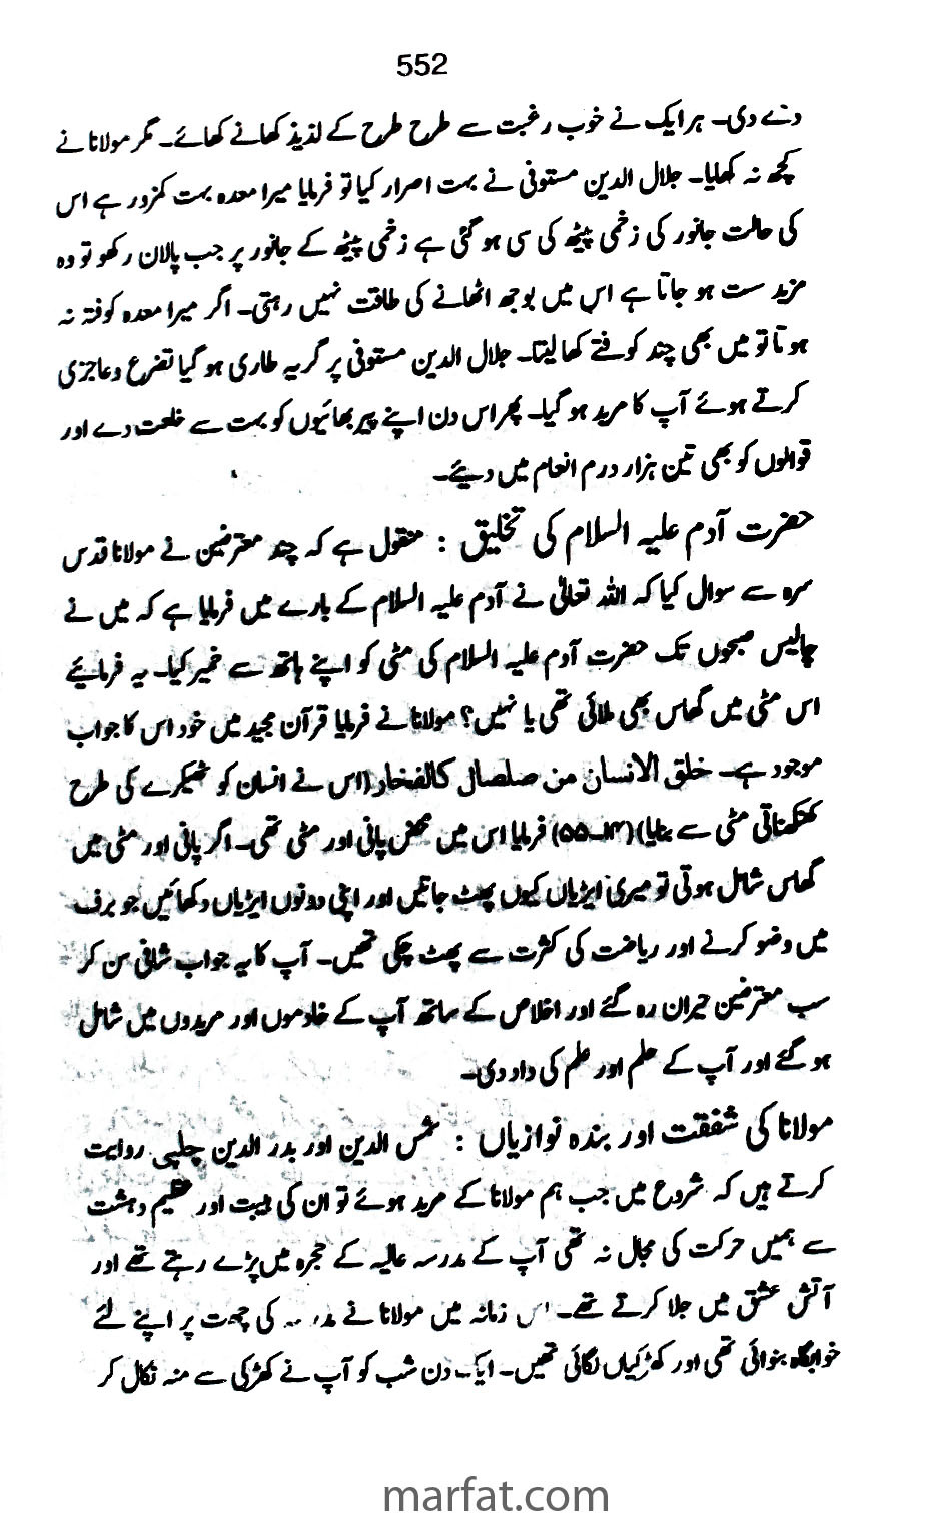 552
دے دی۔ ہر ایک نے خوب رغبت سے طرح طرح کے لذیذ کھانے کھائے۔ مگر مولانا نے
کچھ نہ کھایا۔ جلال الدین مستوفی نے بہت اصرار کیا تو فرمایا میرا معدہ بہت کمزور ہے اس
کی حالت جانور کی زخمی پیٹھ کی سی ہو گئی ہے زخمی پیٹھ کے جانور پر جب پالان رکھو تو وہ
مزید ست ہو جاتا ہے اس میں بوجھ اٹھانے کی طاقت نہیں رہتی۔ اگر میرا معدہ کوفتہ نہ
ہوتا تو میں بھی چند کوفتے کھا لیتا۔ جلال الدین مستوفی پر گریہ طاری ہو گیا تضرع وعاجزی
کرتے ہوئے آپ کا مرید ہو گیا۔ پھر اس دن اپنے پیر بھائیوں کو بہت سے خلعت دے اور
قوالوں کو بھی تین ہزار درم انعام میں دیئے۔
حضرت آدم علیہ السلام کی تخلیق : منقول ہے کہ چند معترضین نے مولانا قدس
سرہ سے سوال کیا کہ اللہ تعالیٰ نے آدم علیہ السلام کے بارے میں فرمایا ہے کہ میں نے
چالیس صبحوں تک حضرت آدم علیہ السلام کی مٹی کو اپنے ہاتھ سے خمیر کیا۔ یہ فرمائیے
اس مٹی میں گھاس بھی ملائی تھی یا نہیں؟ مولانا نے فرمایا قرآن مجید میں خود اس کا جواب
موجود ہے۔ خلق الانسان من صلصال کالفخار (اس نے انسان کو ٹھیکرے کی طرح
کھنکھناتی مٹی سے بنایا) (۱۴۔۵۵) فرمایا اس میں محض پانی اور مٹی تھی۔ اگر پانی اور مٹی میں
گھاس شامل ہوتی تو میری ایڑیاں کیوں پھٹ جاتیں اور اپنی دونوں ایڑیاں دکھائیں جو برف
میں وضو کرنے اور ریاضت کی کثرت سے پھٹ چکی تھیں۔ آپ کا یہ جواب شافی سن کر
سب معترضین حیران رہ گئے اور اخلاص کے ساتھ آپ کے خادموں اور مریدوں میں شامل
ہو گئے اور آپ کے حلم اور علم کی داد دی۔
مولانا کی شفقت اور بندہ نوازیاں : شمس الدین اور بدر الدین چلپی روایت
کرتے ہیں کہ شروع میں جب ہم مولانا کے مرید ہوئے تو ان کی ہیبت اور عظیم دہشت
سے ہمیں حرکت کی مجال نہ تھی آپ کے مدرسہ عالیہ کے حجرہ میں پڑے رہتے تھے اور
آتش عشق میں جلا کرتے تھے۔ اس زمانہ میں مولانا نے مدرسہ کی چھت پر اپنے لئے
خوابگاہ بنوائی تھی اور کھڑکیاں لگائی تھیں۔ ایک دن شب کو آپ نے کھڑکی سے منہ نکال کر
marfat.com